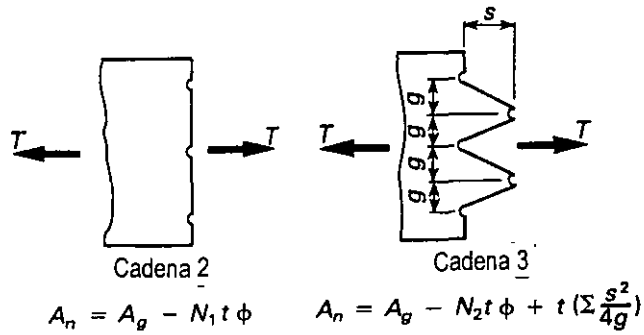 s
T T
g
g
g
g
T T
Cadena 2
Cadena 3
A_n = A_g - N_1 t ϕ
A_n = A_g - N_2 t ϕ + t (Σ s²/4g)